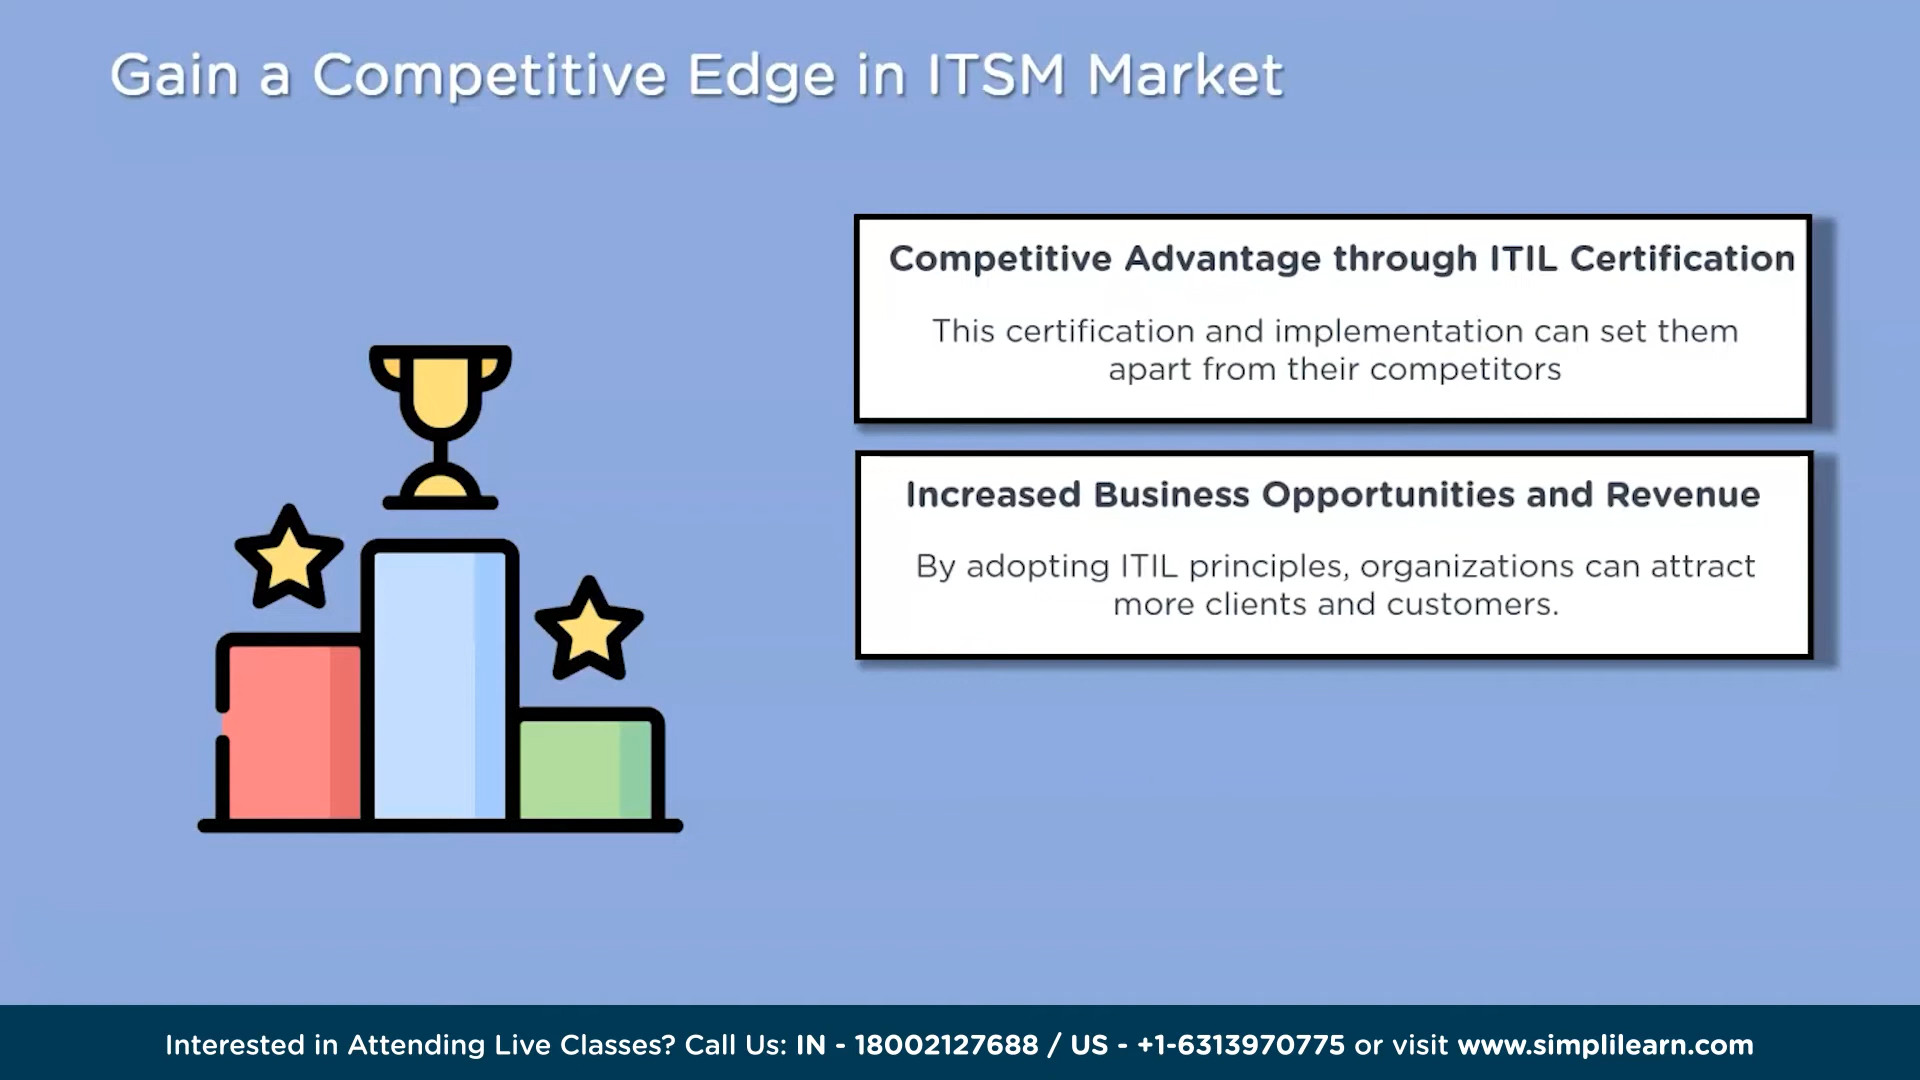 Gain a Competitive Edge in ITSM Market
Competitive Advantage through ITIL Certification
This certification and implementation can set them
apart from their competitors
Increased Business Opportunities and Revenue
By adopting ITIL principles, organizations can attract
more clients and customers.
Interested in Attending Live Classes? Call Us: IN - 18002127688 / US - +1-6313970775 or visit www.simplilearn.com